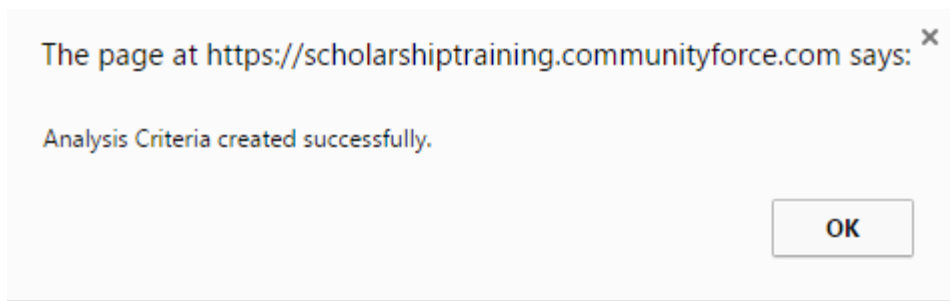 The page at https://scholarshiptraining.communityforce.com says:
Analysis Criteria created successfully.
OK